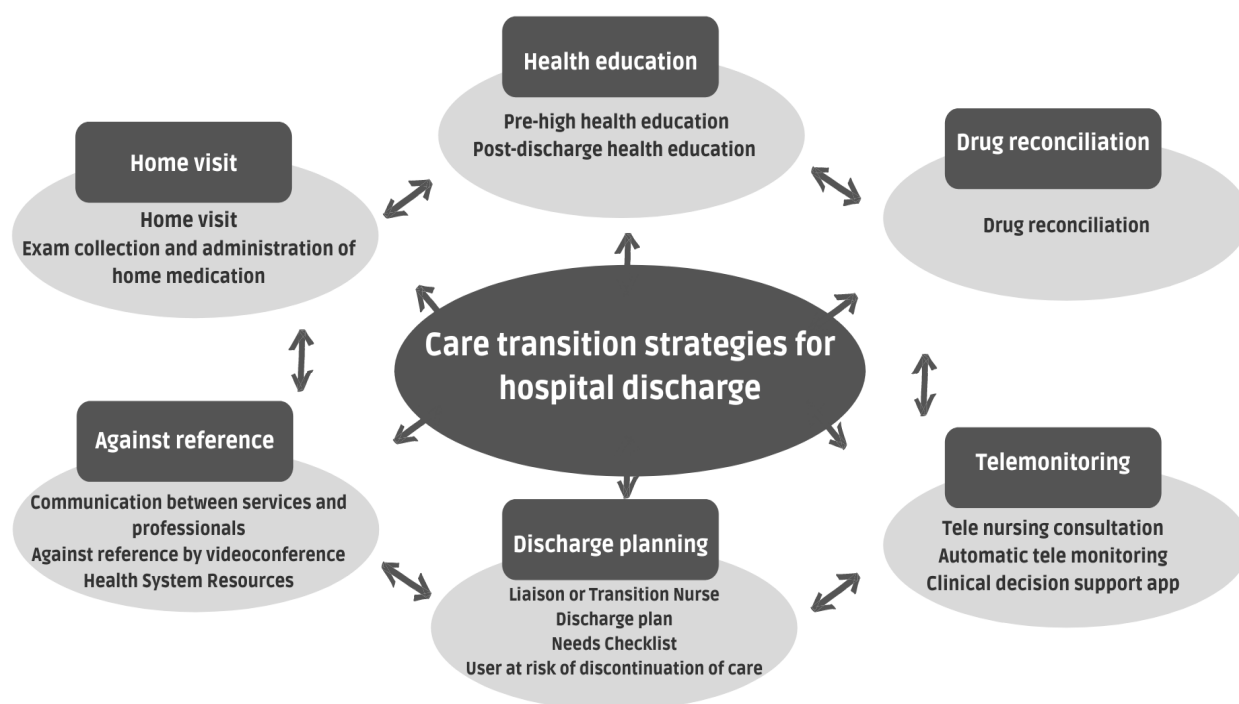 Health education
Pre-high health education
Post-discharge health education
Drug reconciliation
Drug reconciliation
Home visit
Home visit
Exam collection and administration of
home medication
Care transition strategies for
hospital discharge
Against reference
Communication between services and
professionals
Against reference by videoconference
Health System Resources
Telemonitoring
Tele nursing consultation
Automatic tele monitoring
Clinical decision support app
Discharge planning
Liaison or Transition Nurse
Discharge plan
Needs Checklist
User at risk of discontinuation of care